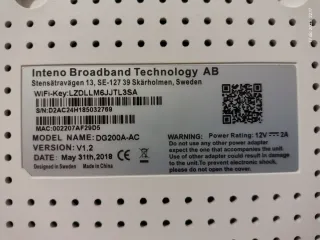 Inteno Broadband Technology AB
Stensätravägen 13, SE-127 39 Skärholmen, Sweden
WiFi-Key:LZDLLM6JJTL3SA
S/N:D2AC24H185032769
MAC:002207AF29D5
MODEL NAME:DG200A-AC
VERSION: V1.2
CE May 31th,2018
Designed in Sweden Made in China
WARNING: Power Rating: 12V⎓ 2A
Do not use any other power adapter
expect the one that accompanies the
unit. Use of other adapter could result
in damage to the unit.To prevent electronic shock,
please do not open the cabinet.